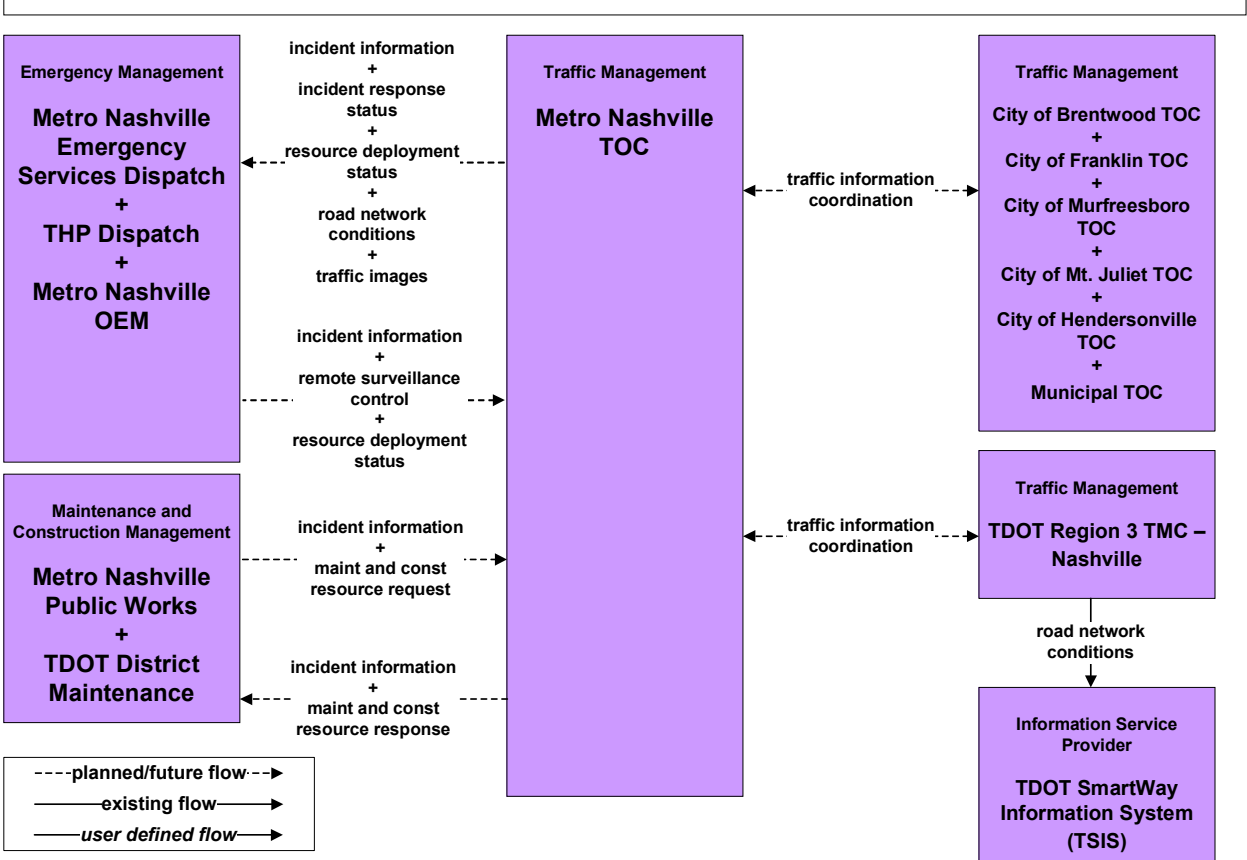 Emergency Management
Metro Nashville
Emergency
Services Dispatch
+
THP Dispatch
+
Metro Nashville
OEM
incident information
+
incident response
status
+
resource deployment
status
+
road network
conditions
+
traffic images
incident information
+
remote surveillance
control
+
resource deployment
status
Maintenance and
Construction Management
Metro Nashville
Public Works
+
TDOT District
Maintenance
incident information
+
maint and const
resource request
incident information
+
maint and const
resource response
Traffic Management
Metro Nashville
TOC
traffic information
coordination
Traffic Management
City of Brentwood TOC
+
City of Franklin TOC
+
City of Murfreesboro
TOC
+
City of Mt. Juliet TOC
+
City of Hendersonville
TOC
+
Municipal TOC
traffic information
coordination
Traffic Management
TDOT Region 3 TMC –
Nashville
road network
conditions
Information Service
Provider
TDOT SmartWay
Information System
(TSIS)
planned/future flow
existing flow
user defined flow